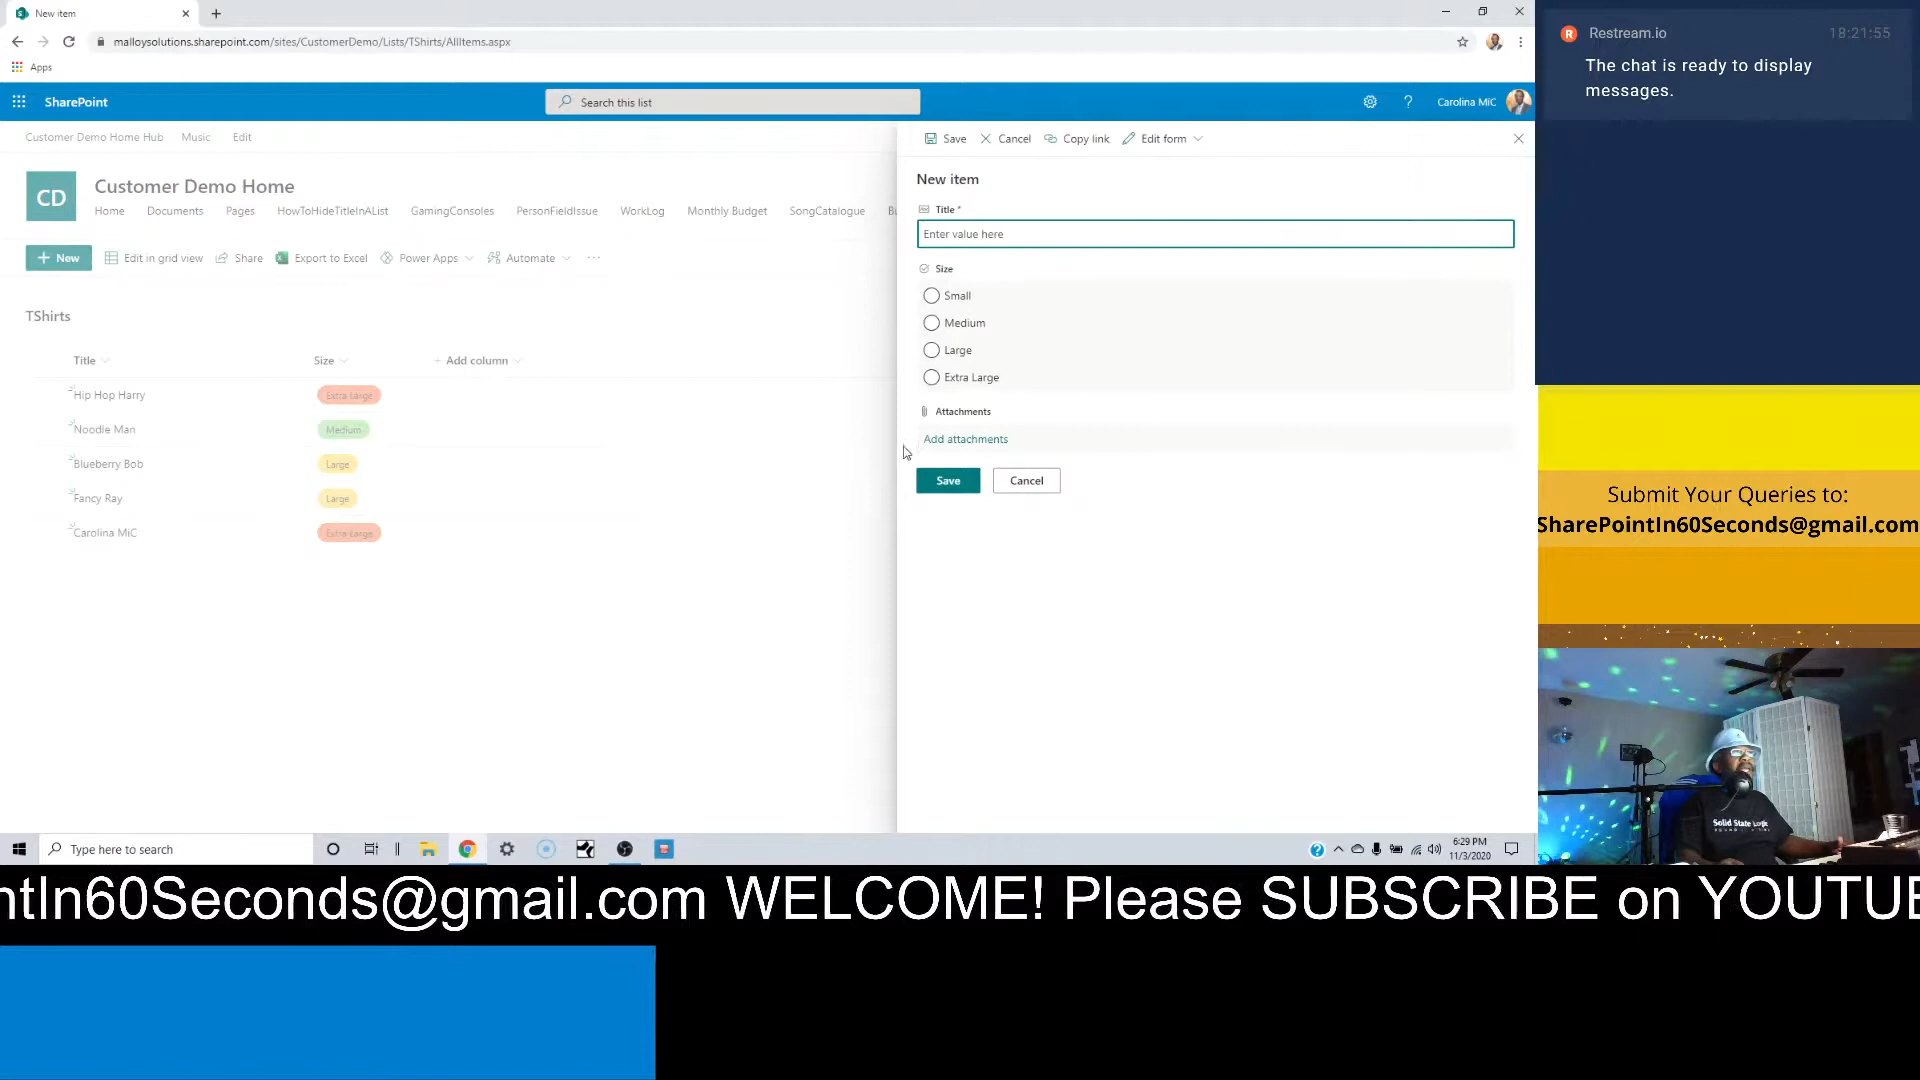 New item
malloysolutions.sharepoint.com/sites/CustomerDemo/Lists/TShirts/AllItems.aspx
Apps
SharePoint
Search this list
Carolina MiC
Customer Demo Home Hub Music Edit
CD
Customer Demo Home
Home Documents Pages HowToHideTitleInAList GamingConsoles PersonFieldIssue WorkLog Monthly Budget SongCatalogue
New Edit in grid view Share Export to Excel Power Apps Automate
TShirts
Title Size Add column
Hip Hop Harry Extra Large
Noodle Man Medium
Blueberry Bob Large
Fancy Ray Large
Carolina MiC Extra Large
Save Cancel Copy link Edit form
New item
Title *
Enter value here
Size
Small
Medium
Large
Extra Large
Attachments
Add attachments
Save Cancel
Restream.io 18:21:55
The chat is ready to display
messages.
Submit Your Queries to:
SharePointIn60Seconds@gmail.com
Solid State Logic
Type here to search
6:29 PM
11/3/2020
ntIn60Seconds@gmail.com WELCOME! Please SUBSCRIBE on YOUTUB